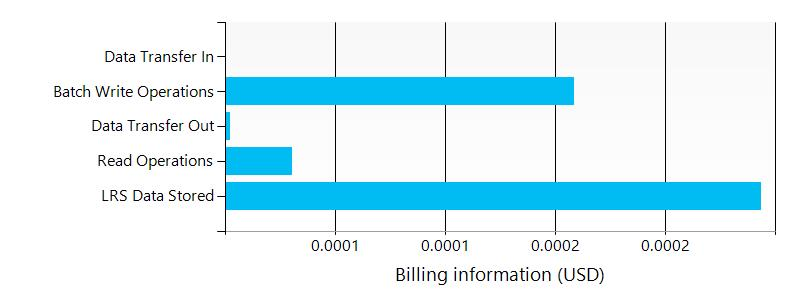 Data Transfer In
Batch Write Operations
Data Transfer Out
Read Operations
LRS Data Stored
0.0001 0.0001 0.0002 0.0002
Billing information (USD)